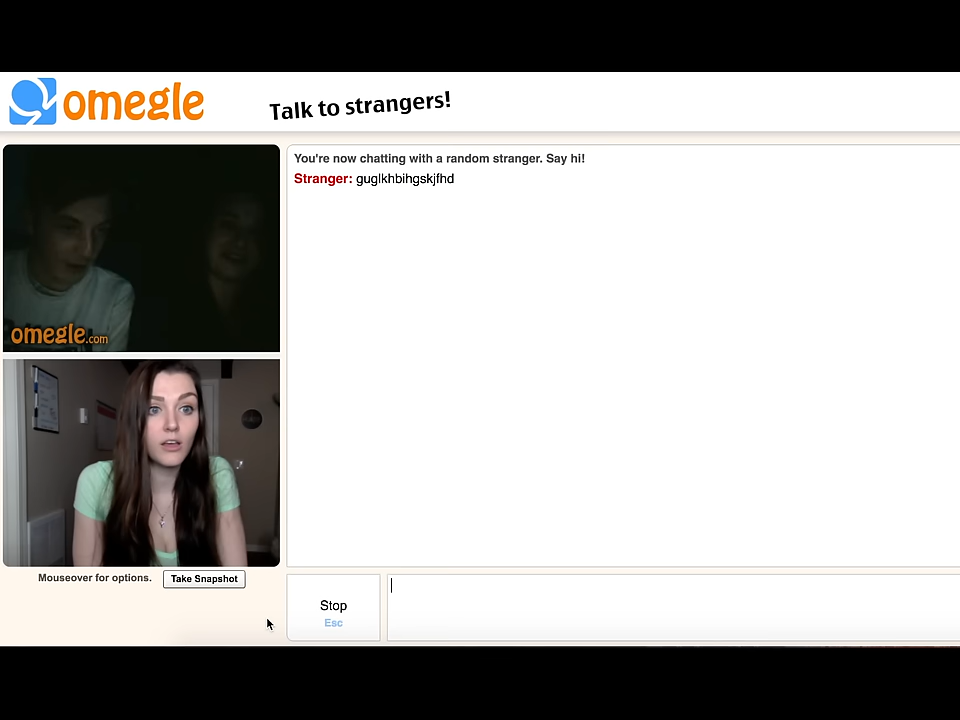 omegle
Talk to strangers!
You're now chatting with a random stranger. Say hi!
Stranger: guglkhbihgskjfhd
omegle.com
Mouseover for options.
Take Snapshot
Stop
Esc